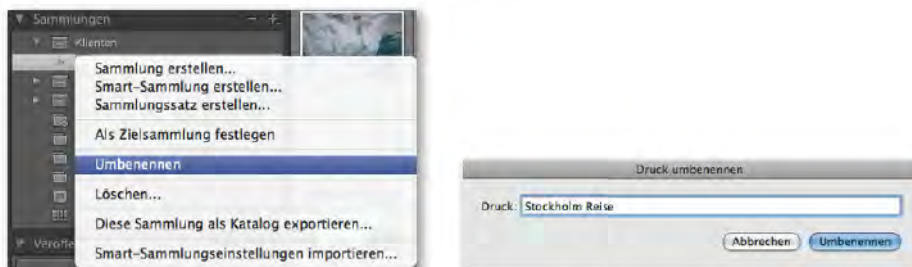 Sammlungen
Klienten
Sammlung erstellen...
Smart-Sammlung erstellen...
Sammlungssatz erstellen...
Als Zielsammlung festlegen
Umbenennen
Löschen...
Diese Sammlung als Katalog exportieren...
Smart-Sammlungseinstellungen importieren...
Druck umbenennen
Druck: Stockholm Reise
Abbrechen Umbenennen